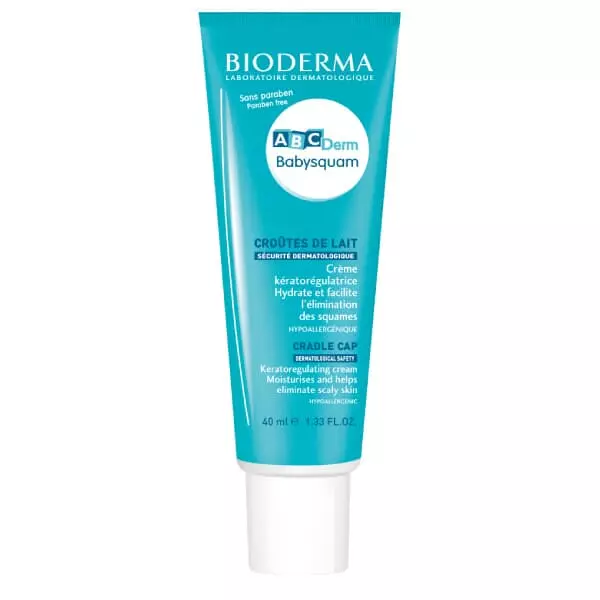 BIODERMA
LABORATOIRE DERMATOLOGIQUE
Sans paraben
Paraben free
ABCDerm
Babysquam
CROÛTES DE LAIT
SÉCURITÉ DERMATOLOGIQUE
Crème
kératorégulatrice
Hydrate et facilite
l'élimination
des squames
HYPOALLERGÉNIQUE
CRADLE CAP
DERMATOLOGICAL SAFETY
Keratoregulating cream
Moisturises and helps
eliminate scaly skin
HYPOALLERGENIC
40 ml ℮ 1.33 FL.OZ.